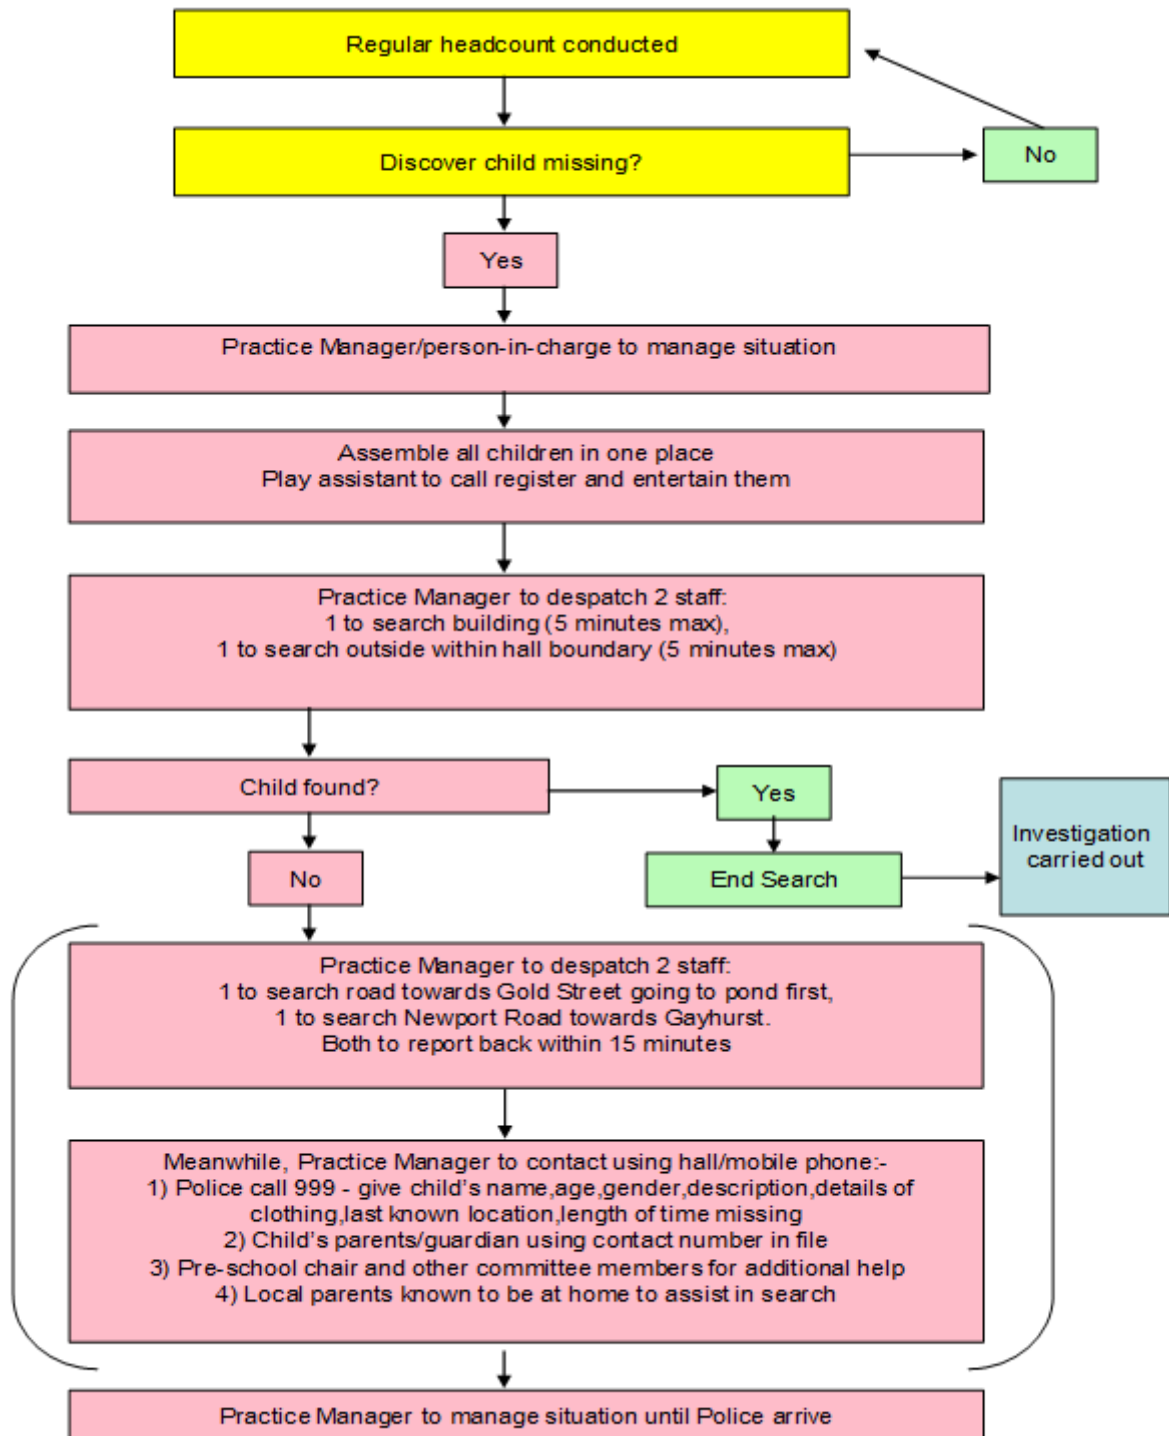 Regular headcount conducted
Discover child missing?
No
Yes
Practice Manager/person-in-charge to manage situation
Assemble all children in one place
Play assistant to call register and entertain them
Practice Manager to despatch 2 staff:
1 to search building (5 minutes max),
1 to search outside within hall boundary (5 minutes max)
Child found?
Yes
Investigation
carried out
No
End Search
Practice Manager to despatch 2 staff:
1 to search road towards Gold Street going to pond first,
1 to search Newport Road towards Gayhurst.
Both to report back within 15 minutes
Meanwhile, Practice Manager to contact using hall/mobile phone:-
1) Police call 999 - give child's name,age,gender,description,details of
clothing,last known location,length of time missing
2) Child's parents/guardian using contact number in file
3) Pre-school chair and other committee members for additional help
4) Local parents known to be at home to assist in search
Practice Manager to manage situation until Police arrive